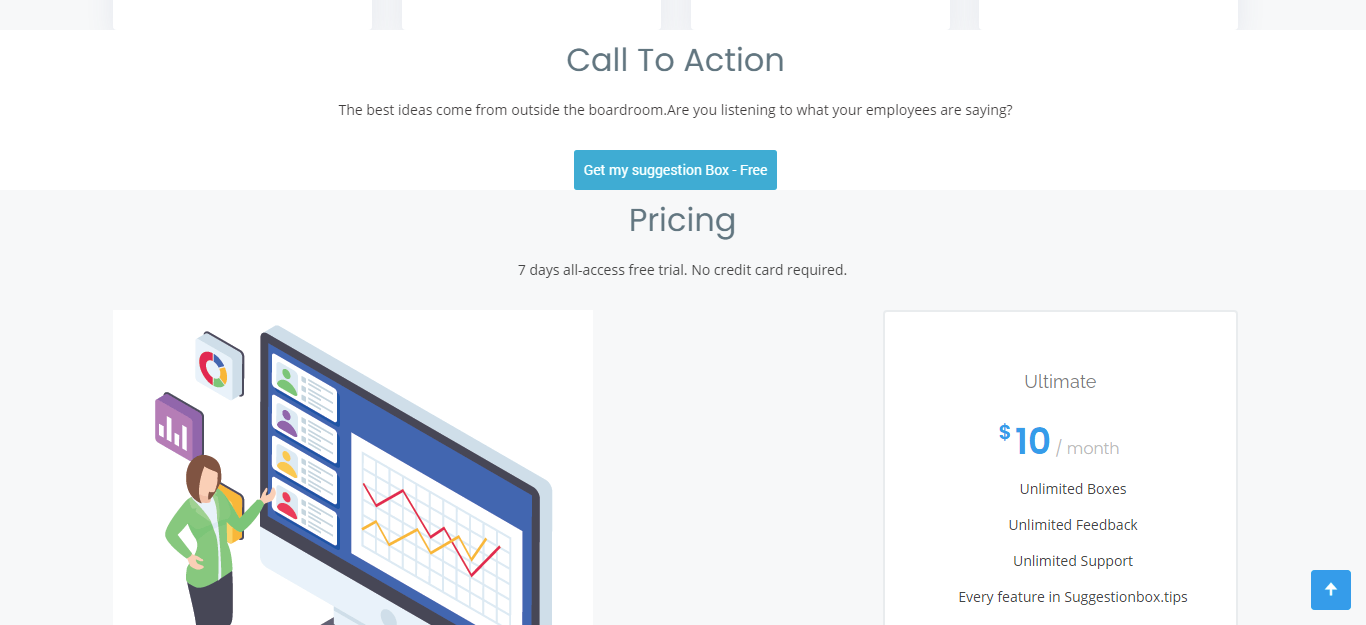 Call To Action
The best ideas come from outside the boardroom.Are you listening to what your employees are saying?
Get my suggestion Box - Free
Pricing
7 days all-access free trial. No credit card required.
Ultimate
$10 / month
Unlimited Boxes
Unlimited Feedback
Unlimited Support
Every feature in Suggestionbox.tips